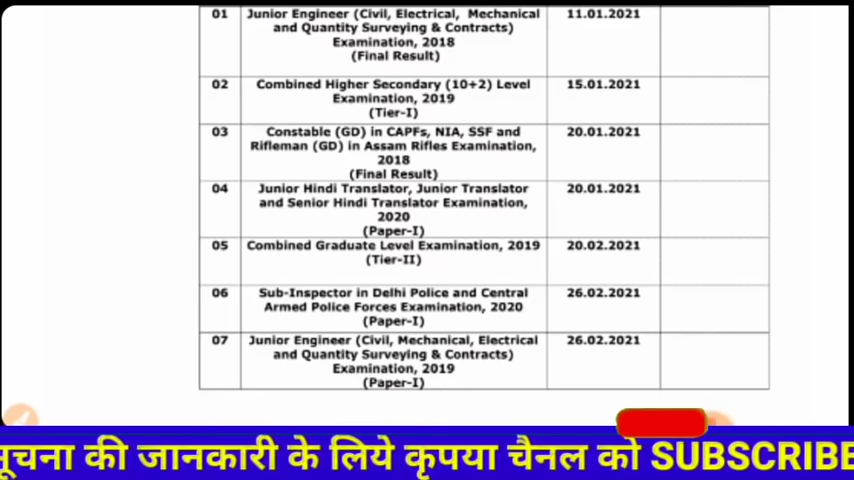 01 Junior Engineer (Civil, Electrical, Mechanical 11.01.2021
and Quantity Surveying & Contracts)
Examination, 2018
(Final Result)
02 Combined Higher Secondary (10+2) Level 15.01.2021
Examination, 2019
(Tier-I)
03 Constable (GD) in CAPFs, NIA, SSF and 20.01.2021
Rifleman (GD) in Assam Rifles Examination,
2018
(Final Result)
04 Junior Hindi Translator, Junior Translator 20.01.2021
and Senior Hindi Translator Examination,
2020
(Paper-I)
05 Combined Graduate Level Examination, 2019 20.02.2021
(Tier-II)
06 Sub-Inspector in Delhi Police and Central 26.02.2021
Armed Police Forces Examination, 2020
(Paper-I)
07 Junior Engineer (Civil, Mechanical, Electrical 26.02.2021
and Quantity Surveying & Contracts)
Examination, 2019
(Paper-I)
की जानकारी के लिये कृपया चैनल को SUBSCRIBE